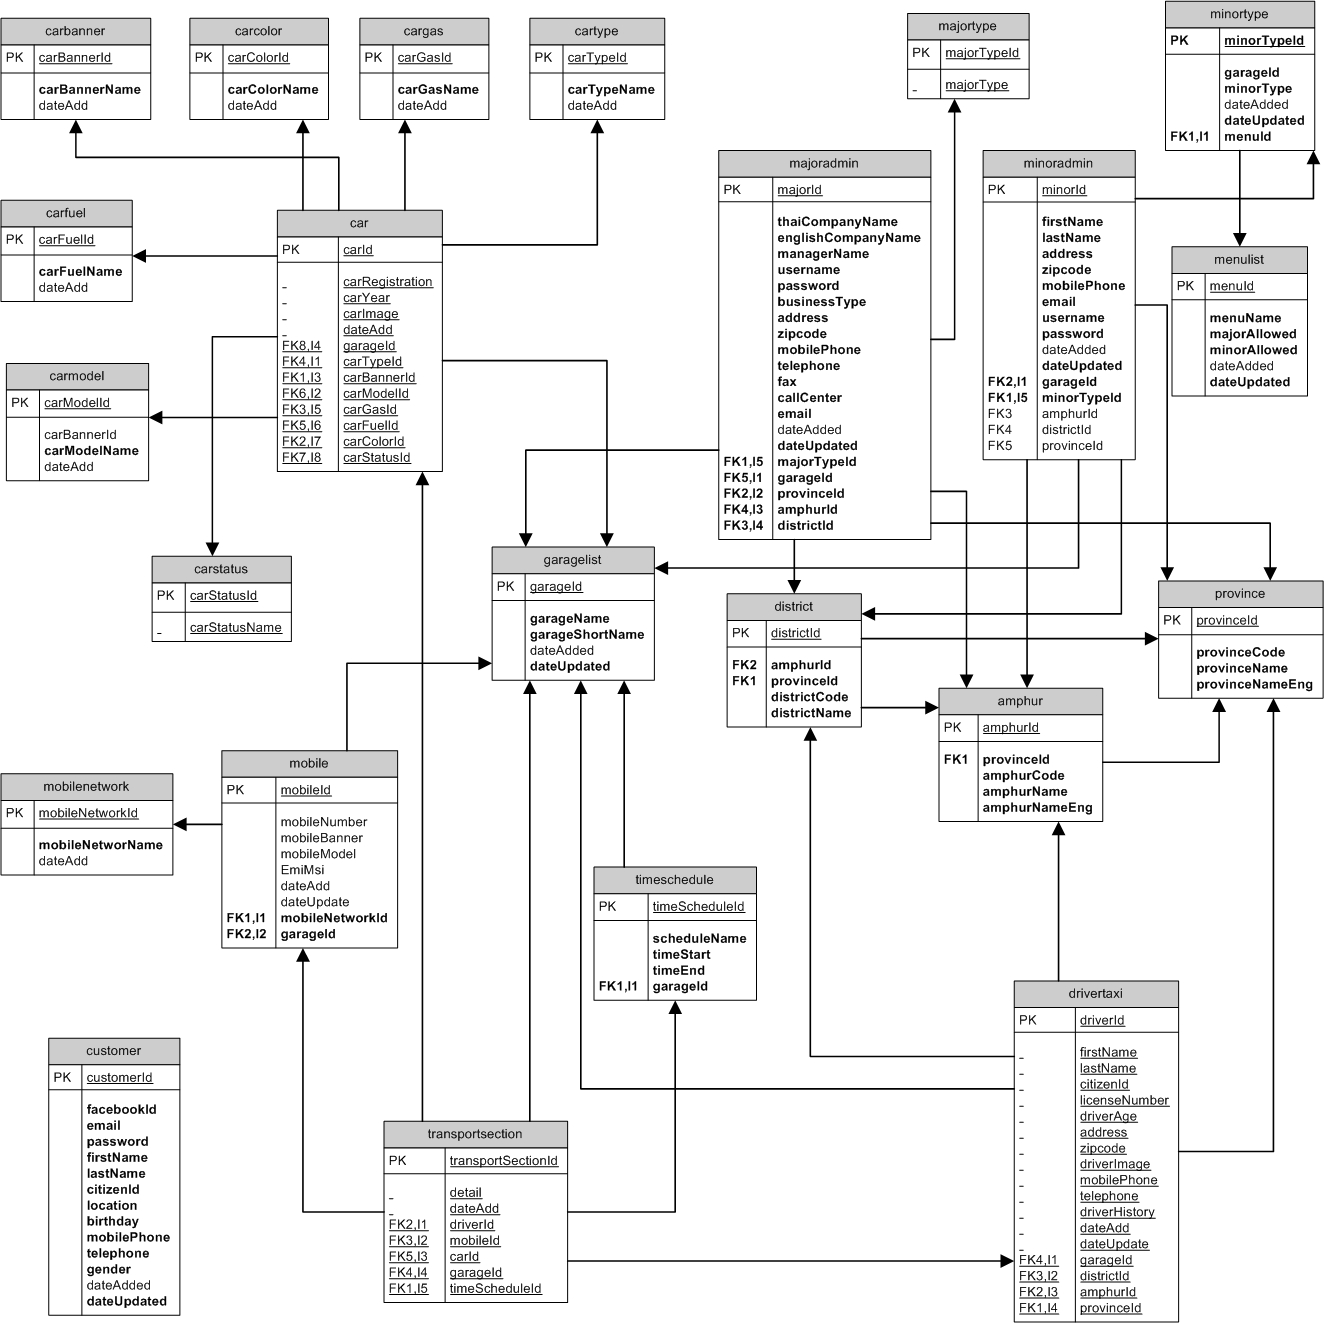 carbanner
PK carBannerId
carBannerName
dateAdd
carcolor
PK carColorId
carColorName
dateAdd
cargas
PK carGasId
carGasName
dateAdd
cartype
PK carTypeId
carTypeName
dateAdd
majortype
PK majorTypeId
_ majorType
minortype
PK minorTypeId
garageId
minorType
dateAdded
dateUpdated
FK1,I1 menuId
carfuel
PK carFuelId
carFuelName
dateAdd
car
PK carId
_ carRegistration
_ carYear
_ carImage
_ dateAdd
FK8,I4 garageId
FK4,I1 carTypeId
FK1,I3 carBannerId
FK6,I2 carModelId
FK3,I5 carGasId
FK5,I6 carFuelId
FK2,I7 carColorId
FK7,I8 carStatusId
majoradmin
PK majorId
thaiCompanyName
englishCompanyName
managerName
username
password
businessType
address
zipcode
mobilePhone
telephone
fax
callCenter
email
dateAdded
dateUpdated
FK1,I5 majorTypeId
FK5,I1 garageId
FK2,I2 provinceId
FK4,I3 amphurId
FK3,I4 districtId
minoradmin
PK minorId
firstName
lastName
address
zipcode
mobilePhone
email
username
password
dateAdded
dateUpdated
FK2,I1 garageId
FK1,I5 minorTypeId
FK3 amphurId
FK4 districtId
FK5 provinceId
menulist
PK menuId
menuName
majorAllowed
minorAllowed
dateAdded
dateUpdated
carmodel
PK carModelId
carBannerId
carModelName
dateAdd
carstatus
PK carStatusId
_ carStatusName
garagelist
PK garageId
garageName
garageShortName
dateAdded
dateUpdated
district
PK districtId
FK2 amphurId
FK1 provinceId
districtCode
districtName
province
PK provinceId
provinceCode
provinceName
provinceNameEng
amphur
PK amphurId
FK1 provinceId
amphurCode
amphurName
amphurNameEng
mobilenetwork
PK mobileNetworkId
mobileNetworName
dateAdd
mobile
PK mobileId
mobileNumber
mobileBanner
mobileModel
EmiMsi
dateAdd
dateUpdate
FK1,I1 mobileNetworkId
FK2,I2 garageId
timeschedule
PK timeScheduleId
scheduleName
timeStart
timeEnd
FK1,I1 garageId
customer
PK customerId
facebookId
email
password
firstName
lastName
citizenId
location
birthday
mobilePhone
telephone
gender
dateAdded
dateUpdated
transportsection
PK transportSectionId
_ detail
_ dateAdd
FK2,I1 driverId
FK3,I2 mobileId
FK5,I3 carId
FK4,I4 garageId
FK1,I5 timeScheduleId
drivertaxi
PK driverId
_ firstName
_ lastName
_ citizenId
_ licenseNumber
_ driverAge
_ address
_ zipcode
_ driverImage
_ mobilePhone
_ telephone
_ driverHistory
_ dateAdd
_ dateUpdate
FK4,I1 garageId
FK3,I2 districtId
FK2,I3 amphurId
FK1,I4 provinceId